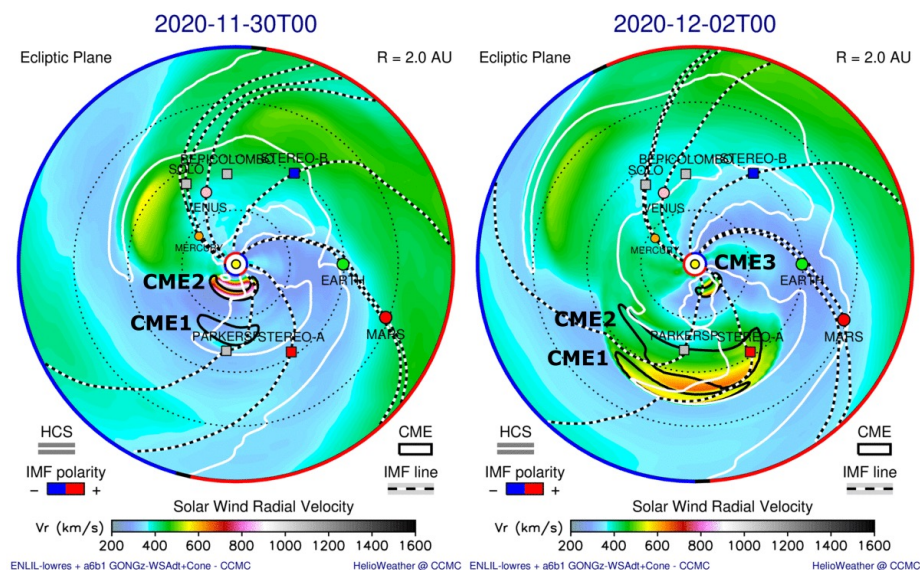 2020-11-30T00
Ecliptic Plane
R = 2.0 AU
BEPICOLOMBO
STEREO-B
SOLO
VENUS
MERCURY
EARTH
CME2
CME1
PARKERSP
STEREO-A
MARS
HCS
CME
IMF polarity
IMF line
− +
Solar Wind Radial Velocity
Vr (km/s)
200 400 600 800 1000 1200 1400 1600
ENLIL-lowres + a6b1 GONGz-WSAdt+Cone - CCMC
HelioWeather @ CCMC
2020-12-02T00
Ecliptic Plane
R = 2.0 AU
BEPICOLOMBO
STEREO-B
SOLO
VENUS
MERCURY
CME3
EARTH
CME2
PARKERSP
STEREO-A
MARS
CME1
HCS
CME
IMF polarity
IMF line
− +
Solar Wind Radial Velocity
Vr (km/s)
200 400 600 800 1000 1200 1400 1600
ENLIL-lowres + a6b1 GONGz-WSAdt+Cone - CCMC
HelioWeather @ CCMC